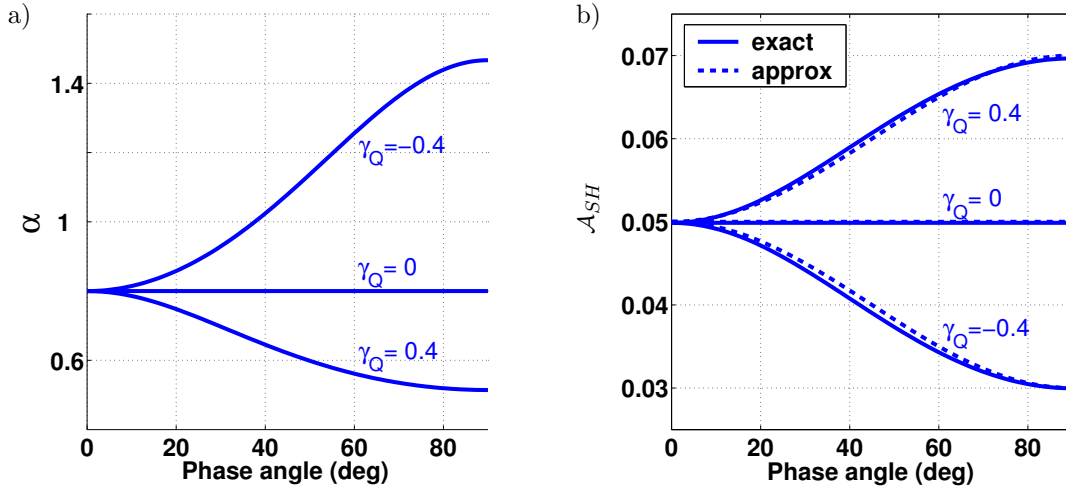 a)
1.4
1
0.6
α
γQ=−0.4
γQ= 0
γQ= 0.4
0 20 40 60 80
Phase angle (deg)
b)
exact
approx
0.07
0.06
0.05
0.04
0.03
𝒜SH
γQ= 0.4
γQ= 0
γQ=−0.4
0 20 40 60 80
Phase angle (deg)